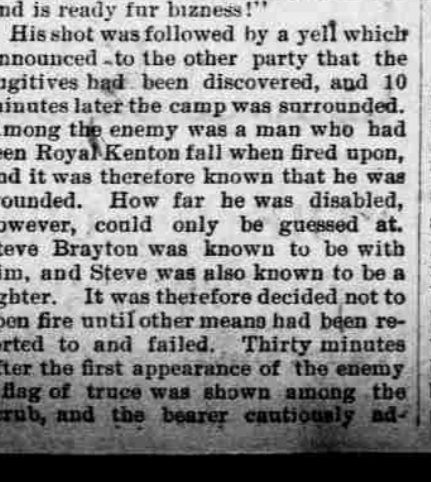 nd is ready fur bizness!"
His shot was followed by a yell which
nnounced to the other party that the
ugitives had been discovered, and 10
inutes later the camp was surrounded.
mong the enemy was a man who had
een Royal Kenton fall when fired upon,
nd it was therefore known that he was
ounded. How far he was disabled,
owever, could only be guessed at.
teve Brayton was known to be with
im, and Steve was also known to be a
ghter. It was therefore decided not to
pen fire until other means had been re-
orted to and failed. Thirty minutes
fter the first appearance of the enemy
flag of truce was shown among the
rub, and the bearer cautiously ad-